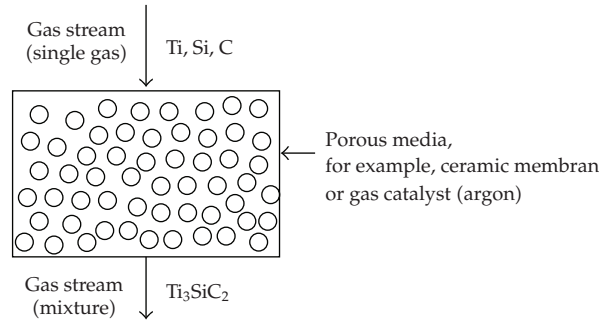 Gas stream
(single gas)
Ti, Si, C
Porous media,
for example, ceramic membran
or gas catalyst (argon)
Gas stream
(mixture)
Ti₃SiC₂